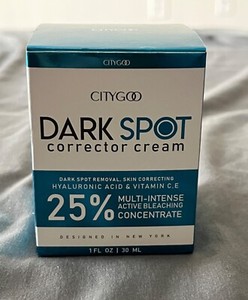 CITYGOO
CITYGOO
DARK SPOT
corrector cream
DARK SPOT REMOVAL, SKIN CORRECTING
HYALURONIC ACID & VITAMIN C,E
25% MULTI-INTENSE
ACTIVE BLEACHING
CONCENTRATE
DESIGNED IN NEW YORK
1 FL OZ | 30 ML